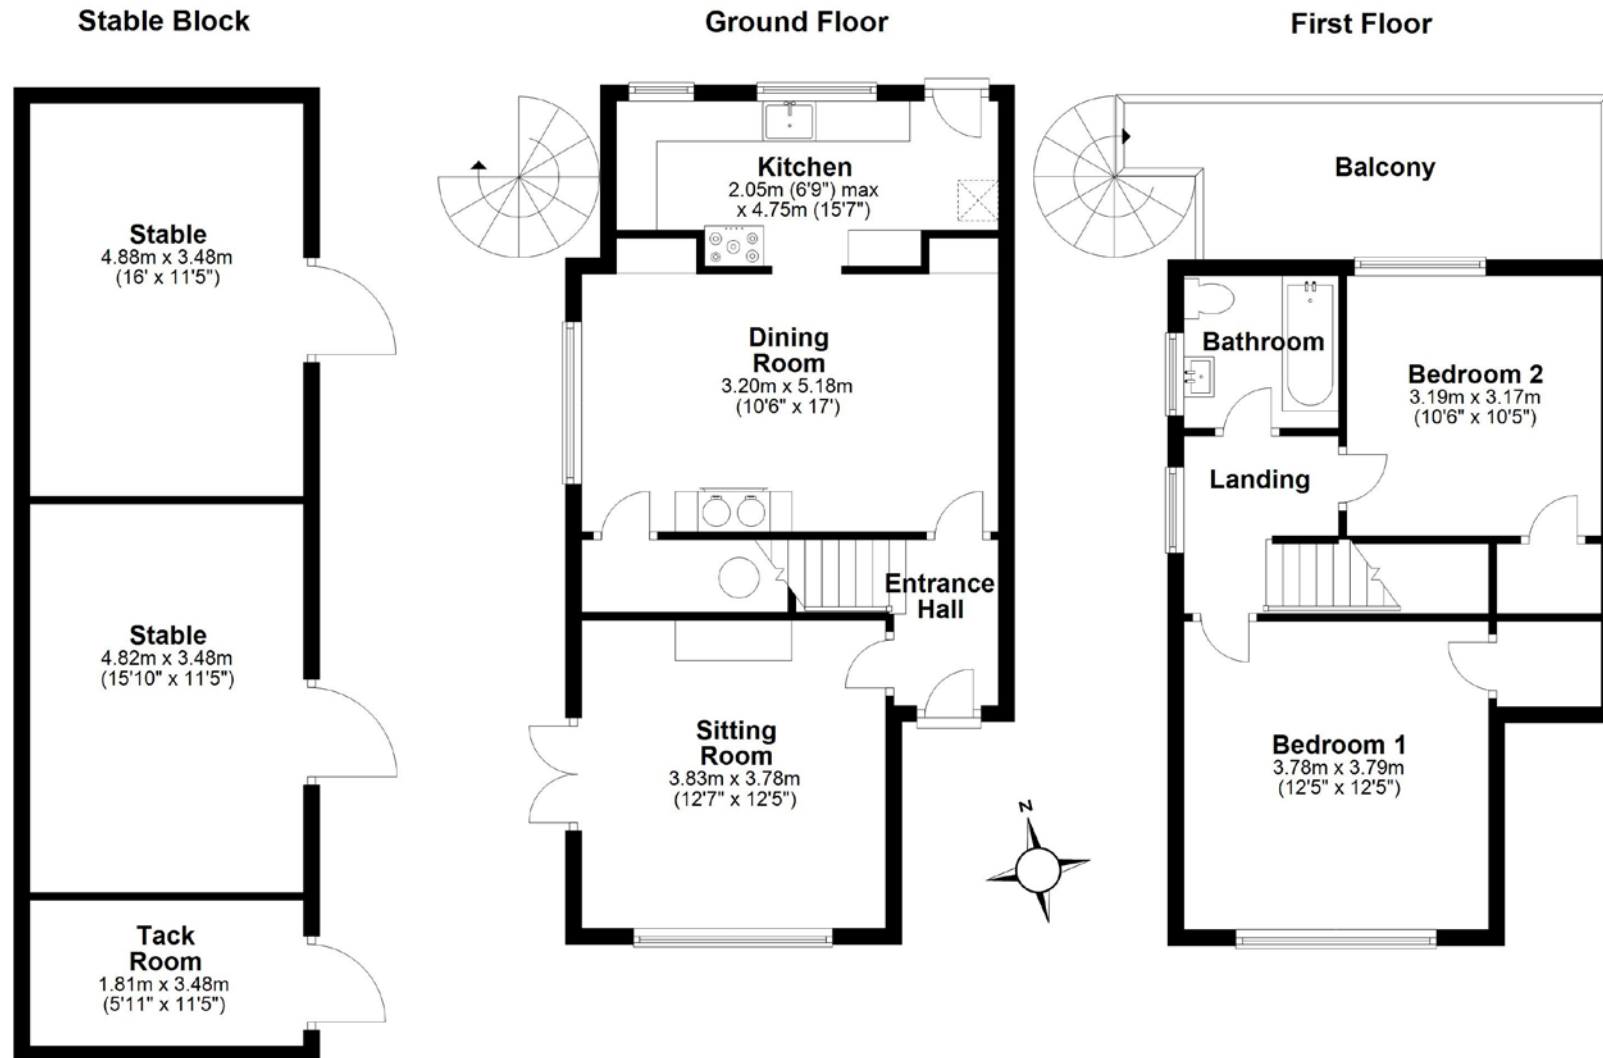 Stable Block
Stable
4.88m x 3.48m
(16' x 11'5")
Stable
4.82m x 3.48m
(15'10" x 11'5")
Tack
Room
1.81m x 3.48m
(5'11" x 11'5")
Ground Floor
Kitchen
2.05m (6'9") max
x 4.75m (15'7")
Dining
Room
3.20m x 5.18m
(10'6" x 17')
Entrance
Hall
Sitting
Room
3.83m x 3.78m
(12'7" x 12'5")
N
First Floor
Balcony
Bathroom
Bedroom 2
3.19m x 3.17m
(10'6" x 10'5")
Landing
Bedroom 1
3.78m x 3.79m
(12'5" x 12'5")